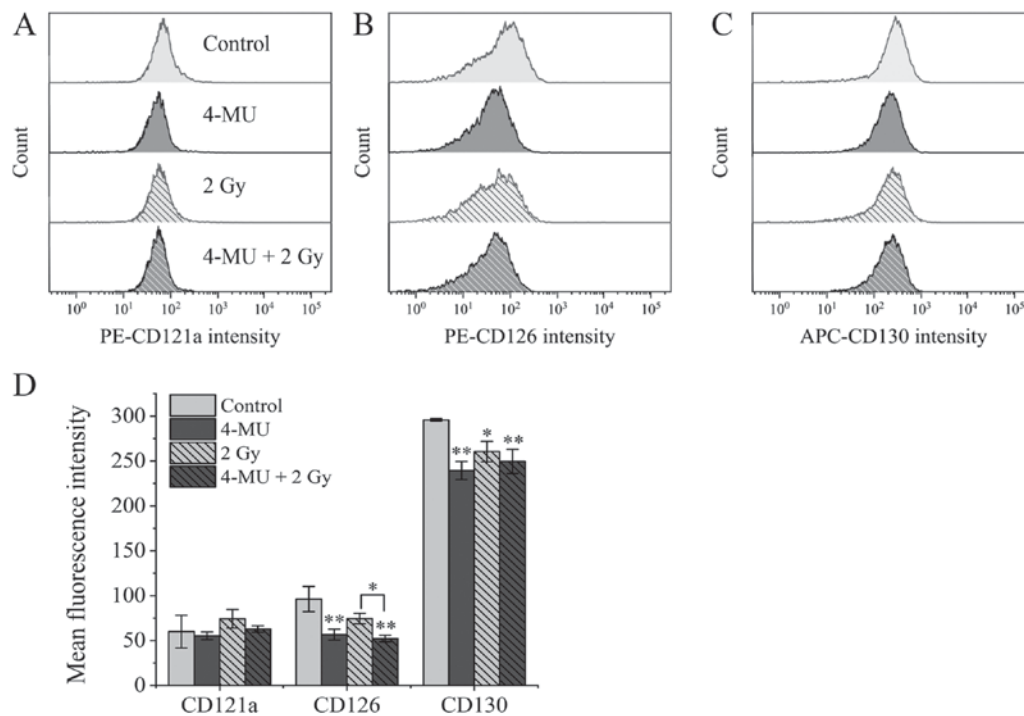 A
Control
4-MU
2 Gy
4-MU + 2 Gy
Count
10⁰ 10¹ 10² 10³ 10⁴ 10⁵
PE-CD121a intensity
B
Count
10⁰ 10¹ 10² 10³ 10⁴ 10⁵
PE-CD126 intensity
C
Count
10⁰ 10¹ 10² 10³ 10⁴ 10⁵
APC-CD130 intensity
D
Mean fluorescence intensity
300
250
200
150
100
50
0
Control
4-MU
2 Gy
4-MU + 2 Gy
** * **
*
** **
CD121a CD126 CD130